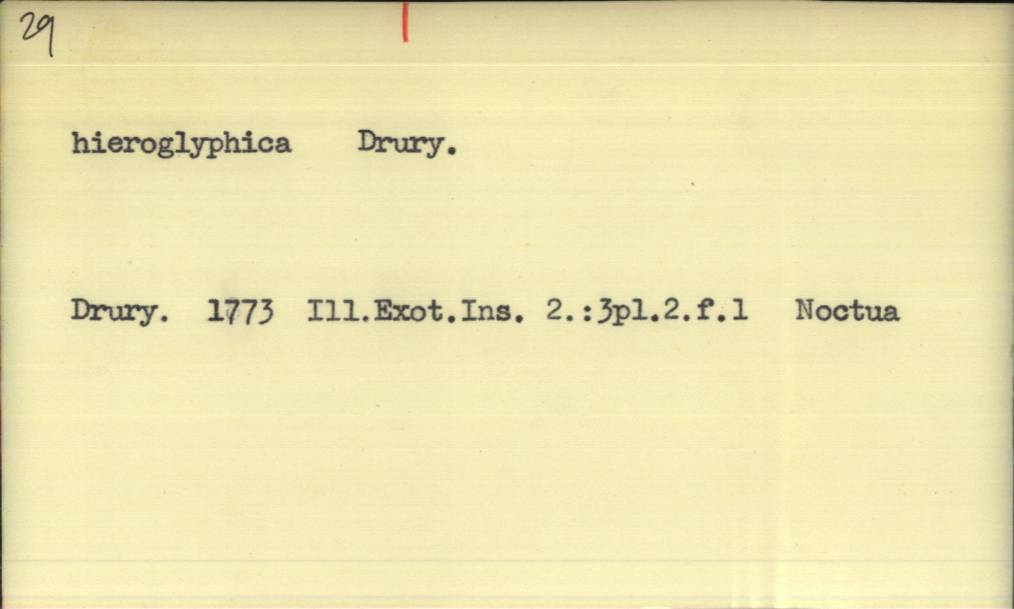 29
hieroglyphica Drury.
Drury. 1773 Ill.Exot.Ins. 2.:3pl.2.f.1 Noctua